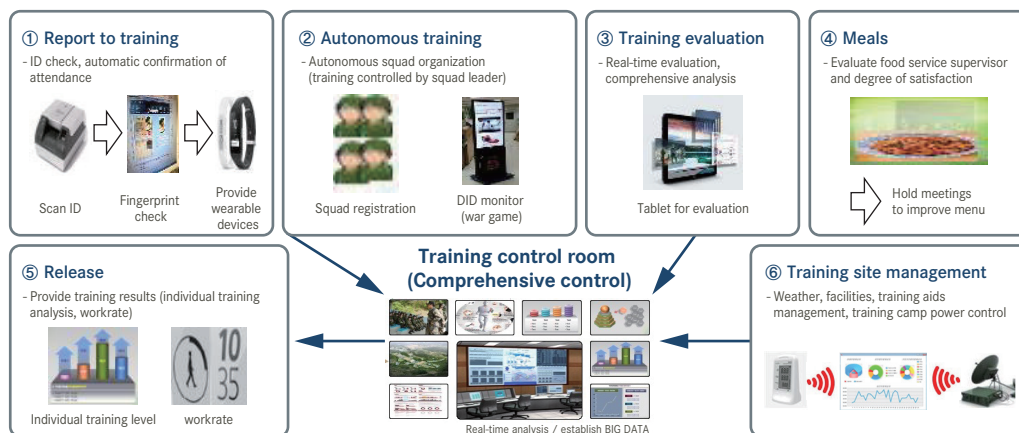 ① Report to training
- ID check, automatic confirmation of
attendance
Scan ID
Fingerprint
check
Provide
wearable
devices
② Autonomous training
- Autonomous squad organization
(training controlled by squad leader)
Squad registration
DID monitor
(war game)
③ Training evaluation
- Real-time evaluation,
comprehensive analysis
Tablet for evaluation
④ Meals
- Evaluate food service supervisor
and degree of satisfaction
Hold meetings
to improve menu
⑤ Release
- Provide training results (individual training
analysis, workrate)
10
35
Individual training level
workrate
Training control room
(Comprehensive control)
Real-time analysis / establish BIG DATA
⑥ Training site management
- Weather, facilities, training aids
management, training camp power control